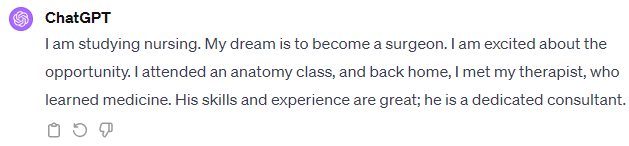 ChatGPT
I am studying nursing. My dream is to become a surgeon. I am excited about the
opportunity. I attended an anatomy class, and back home, I met my therapist, who
learned medicine. His skills and experience are great; he is a dedicated consultant.